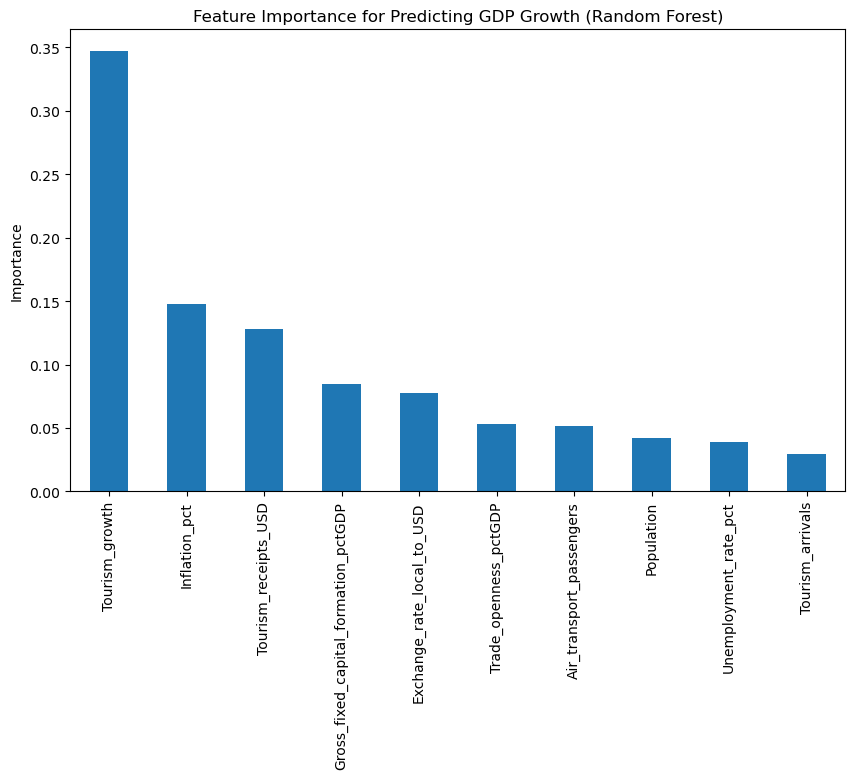 Feature Importance for Predicting GDP Growth (Random Forest)
Importance
0.35
0.30
0.25
0.20
0.15
0.10
0.05
0.00
Tourism_growth
Inflation_pct
Tourism_receipts_USD
Gross_fixed_capital_formation_pctGDP
Exchange_rate_local_to_USD
Trade_openness_pctGDP
Air_transport_passengers
Population
Unemployment_rate_pct
Tourism_arrivals